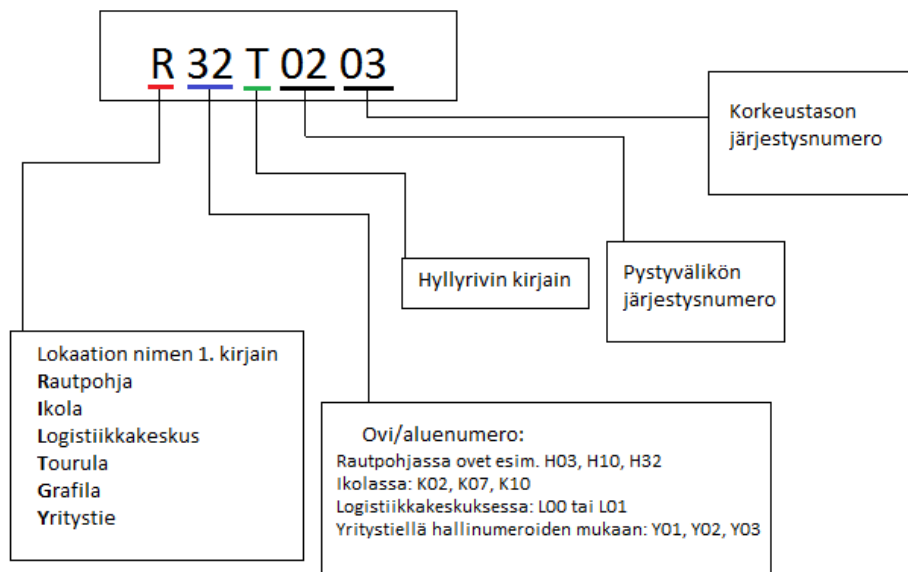 R 32 T 02 03
Korkeustason
järjestysnumero
Hyllyrivin kirjain
Pystyvälikön
järjestysnumero
Lokaation nimen 1. kirjain
Rautpohja
Ikola
Logistiikkakeskus
Tourula
Grafila
Yritystie
Ovi/aluenumero:
Rautpohjassa ovet esim. H03, H10, H32
Ikolassa: K02, K07, K10
Logistiikkakeskuksessa: L00 tai L01
Yritystiellä hallinumeroiden mukaan: Y01, Y02, Y03